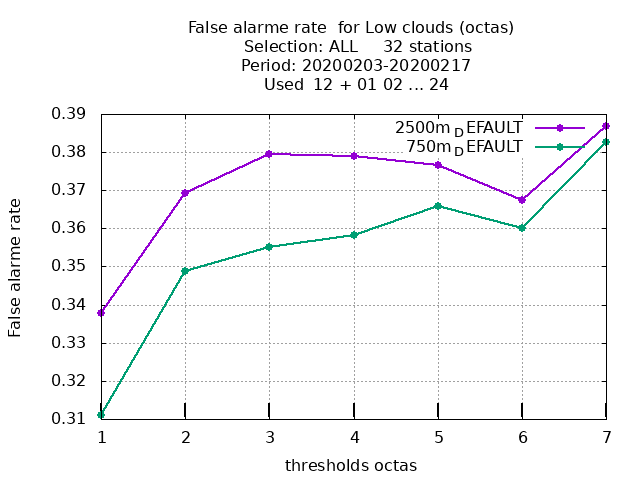 False alarme rate  for Low clouds (octas)
Selection: ALL     32 stations
Period: 20200203-20200217
Used  12 + 01 02 ... 24
0.39
0.38
0.37
0.36
0.35
0.34
0.33
0.32
0.31
False alarme rate
2500m_DEFAULT
750m_DEFAULT
1 2 3 4 5 6 7
thresholds octas